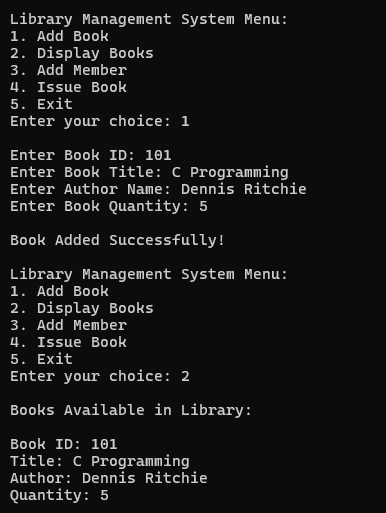 Library Management System Menu:
1. Add Book
2. Display Books
3. Add Member
4. Issue Book
5. Exit
Enter your choice: 1
Enter Book ID: 101
Enter Book Title: C Programming
Enter Author Name: Dennis Ritchie
Enter Book Quantity: 5
Book Added Successfully!
Library Management System Menu:
1. Add Book
2. Display Books
3. Add Member
4. Issue Book
5. Exit
Enter your choice: 2
Books Available in Library:
Book ID: 101
Title: C Programming
Author: Dennis Ritchie
Quantity: 5